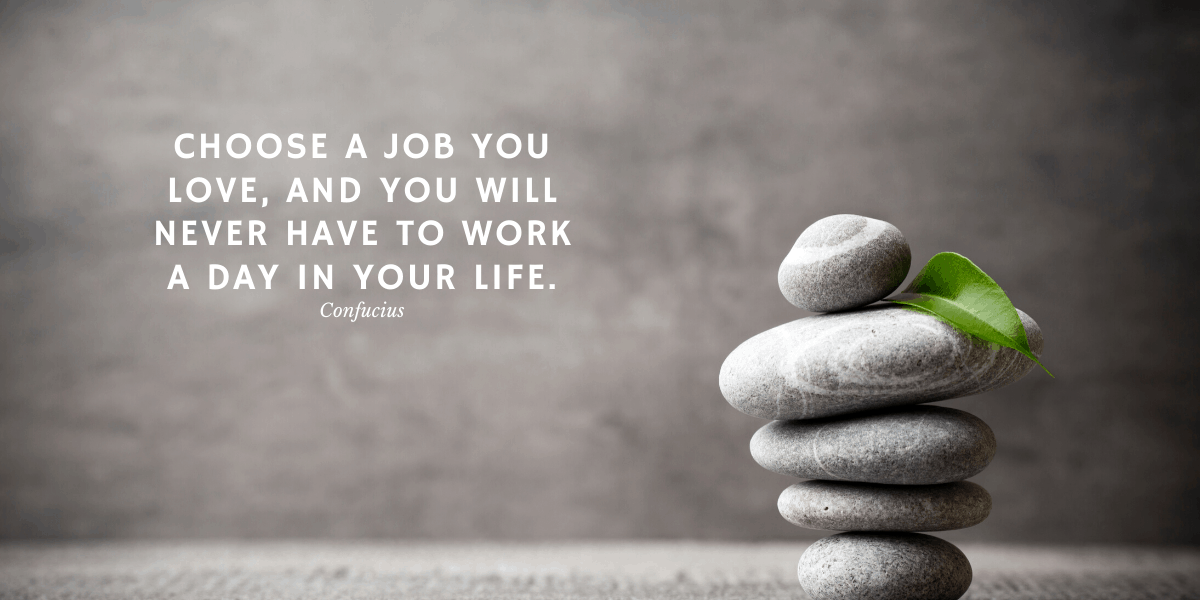 CHOOSE A JOB YOU
LOVE, AND YOU WILL
NEVER HAVE TO WORK
A DAY IN YOUR LIFE.
Confucius